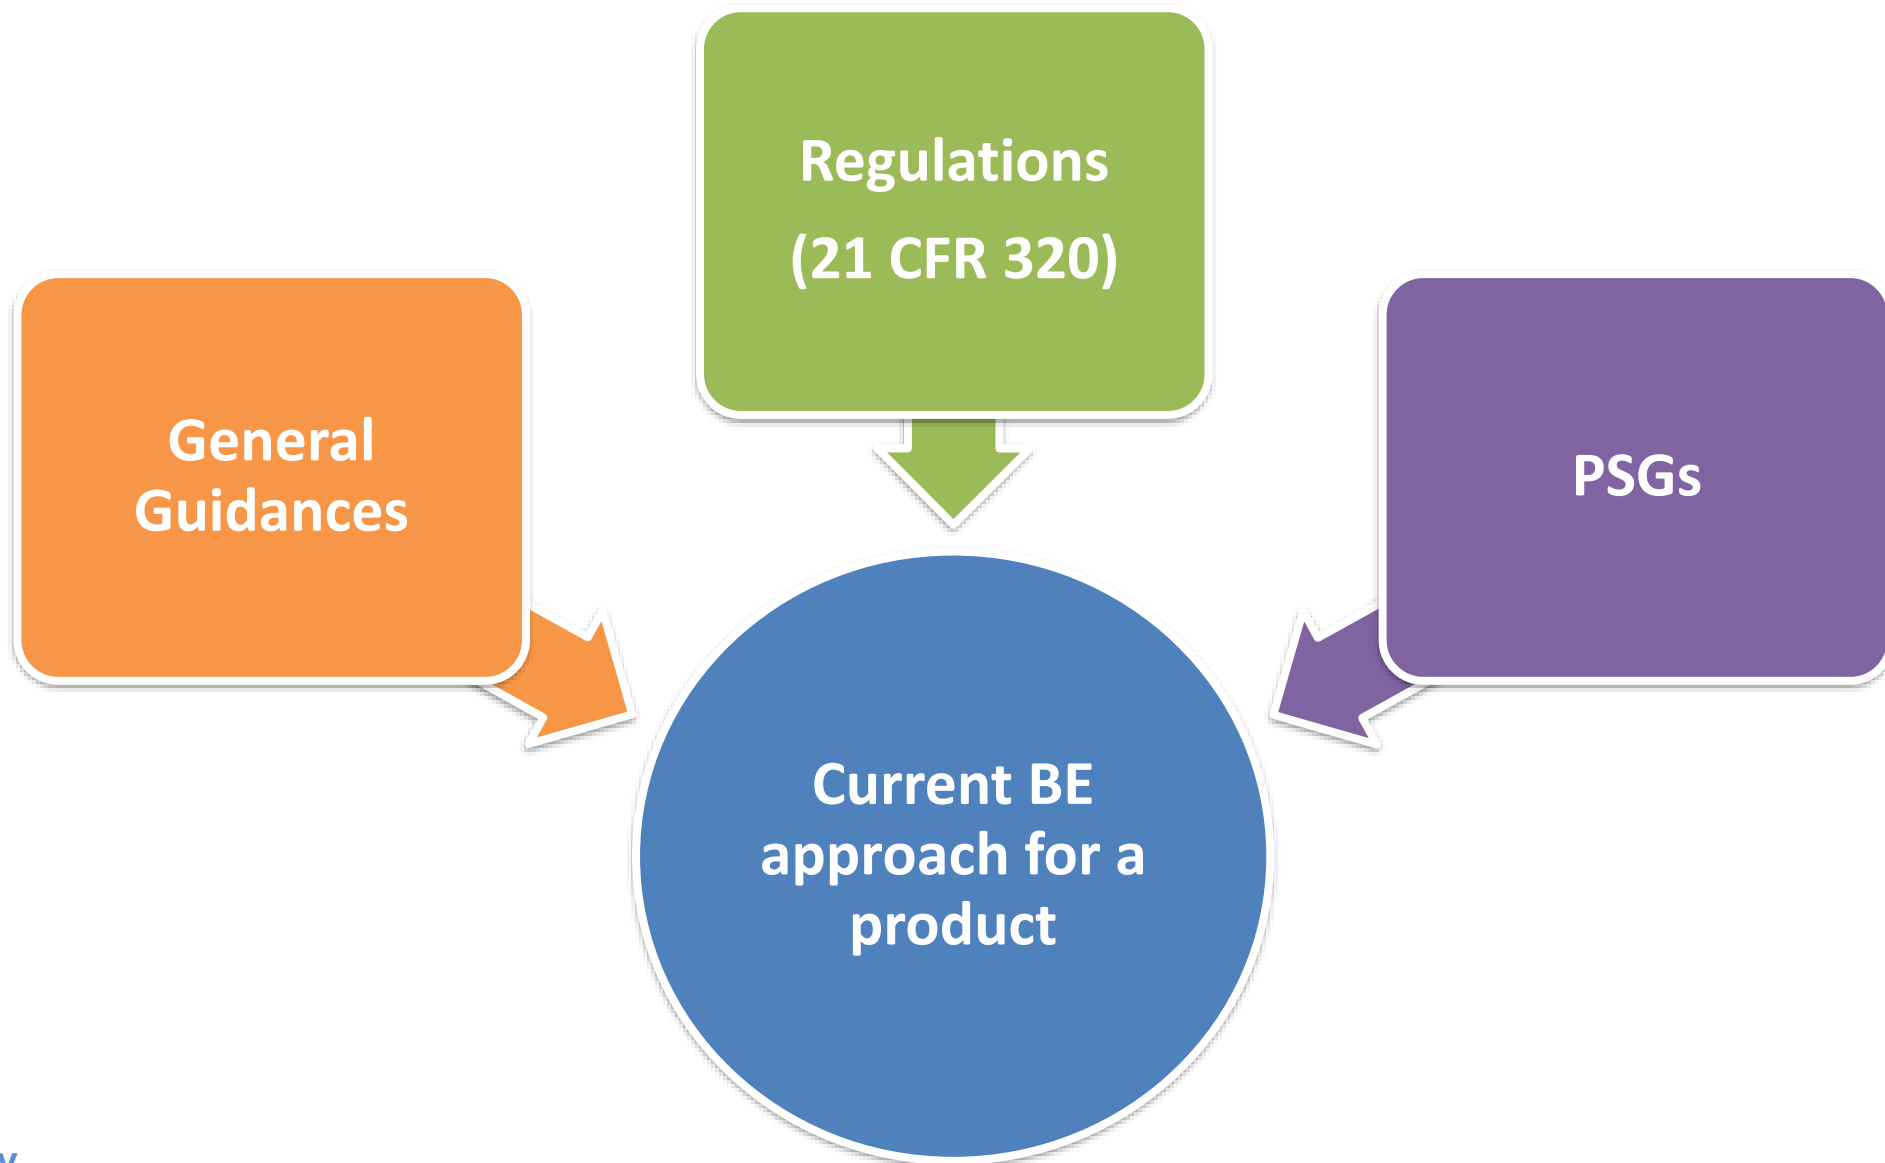 Regulations
(21 CFR 320)
General
Guidances
PSGs
Current BE
approach for a
product